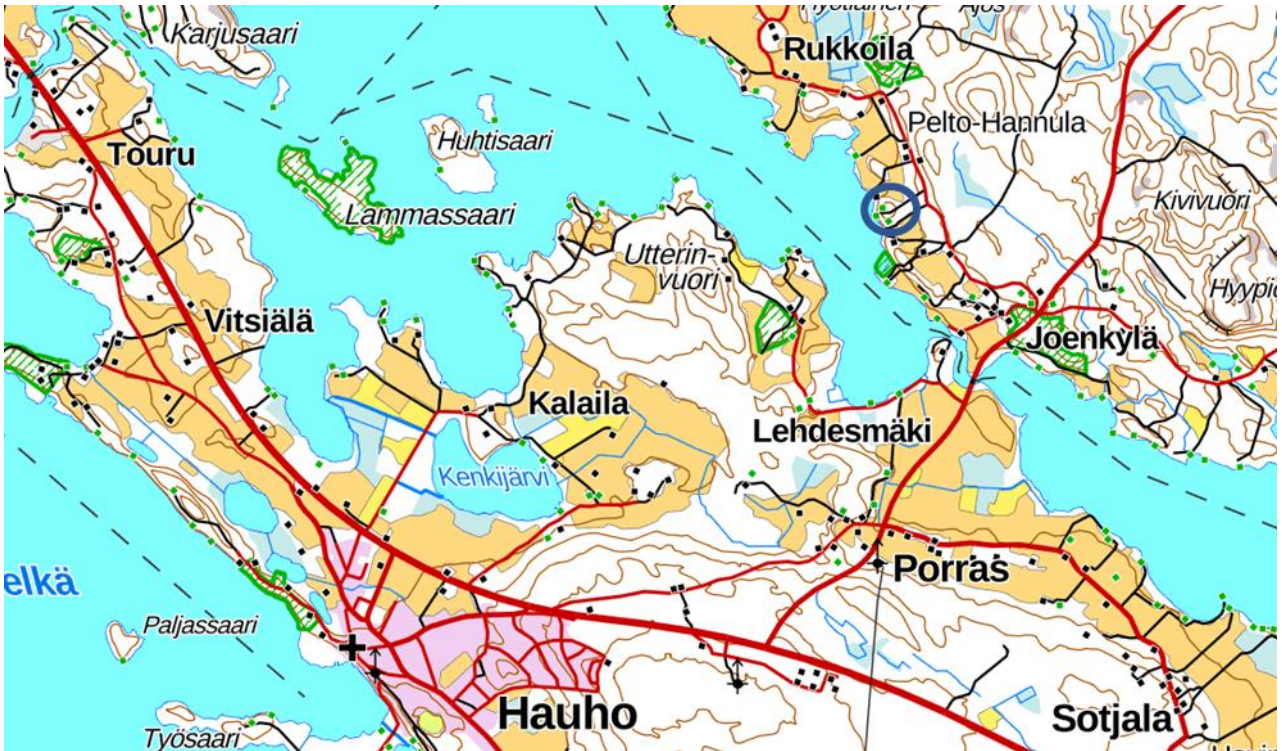 Karjusaari
Rukkoila
Huhtisaari
Pelto-Hannula
Touru
Lammassaari
Kivivuori
Utterin-
vuori
Vitsiälä
Joenkylä
Kalaila
Lehdesmäki
Kenkijärvi
elkä
Porras
Paljassaari
Hauho
Sotjala
Työsaari